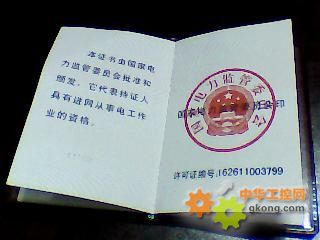 本证书由国家电
力监管委员会批准和
颁发，它代表持证人
具有进网从事电工作
业的资格。
国家电力监管委员会
许可证编号:162611003799
中华工控网
gkong.com